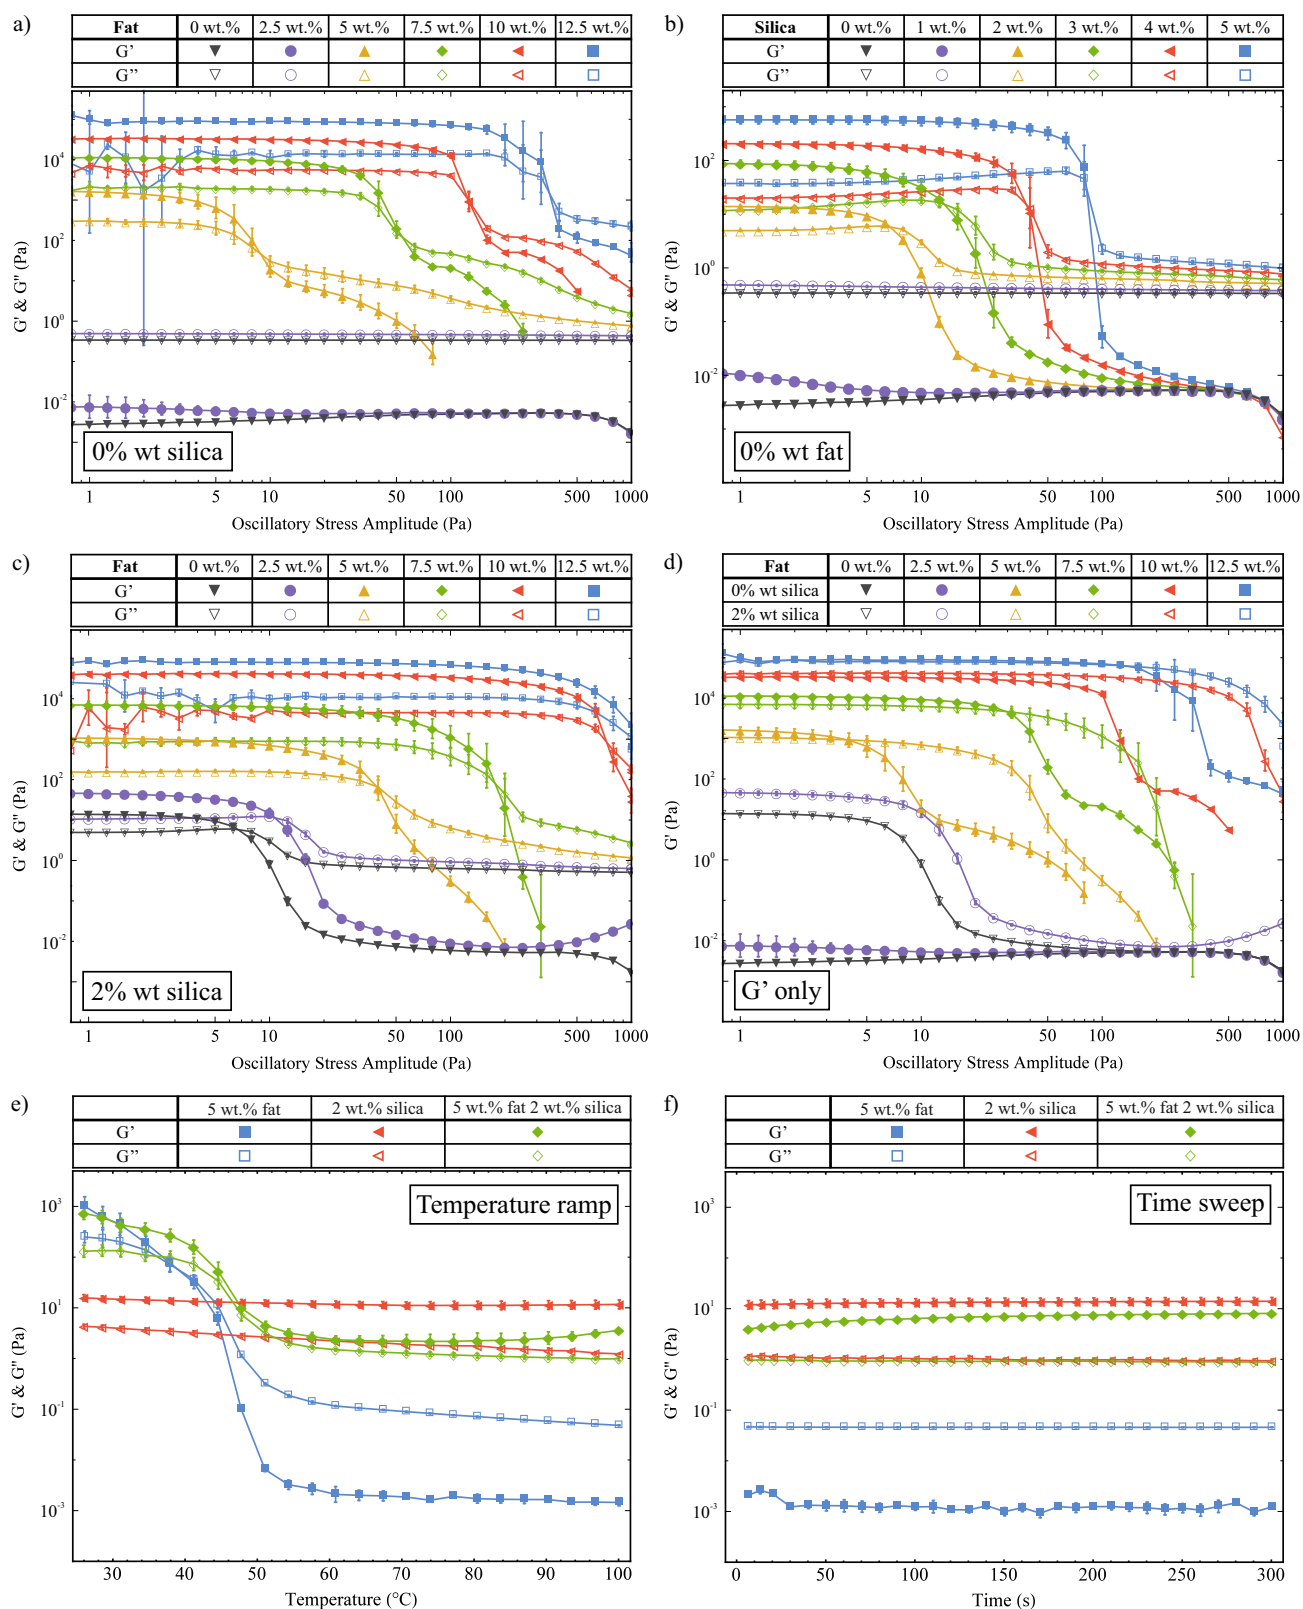 a)
Fat 0 wt.% 2.5 wt.% 5 wt.% 7.5 wt.% 10 wt.% 12.5 wt.%
G'
G''
10^4
10^2
10^0
10^-2
G' & G'' (Pa)
0% wt silica
1 5 10 50 100 500 1000
Oscillatory Stress Amplitude (Pa)
b)
Silica 0 wt.% 1 wt.% 2 wt.% 3 wt.% 4 wt.% 5 wt.%
G'
G''
10^2
10^0
10^-2
G' & G'' (Pa)
0% wt fat
1 5 10 50 100 500 1000
Oscillatory Stress Amplitude (Pa)
c)
Fat 0 wt.% 2.5 wt.% 5 wt.% 7.5 wt.% 10 wt.% 12.5 wt.%
G'
G''
10^4
10^2
10^0
10^-2
G' & G'' (Pa)
2% wt silica
1 5 10 50 100 500 1000
Oscillatory Stress Amplitude (Pa)
d)
Fat 0 wt.% 2.5 wt.% 5 wt.% 7.5 wt.% 10 wt.% 12.5 wt.%
0% wt silica
2% wt silica
10^4
10^2
10^0
10^-2
G' (Pa)
G' only
1 5 10 50 100 500 1000
Oscillatory Stress Amplitude (Pa)
e)
5 wt.% fat 2 wt.% silica 5 wt.% fat 2 wt.% silica
G'
G''
Temperature ramp
10^3
10^1
10^-1
10^-3
G' & G'' (Pa)
30 40 50 60 70 80 90 100
Temperature (°C)
f)
5 wt.% fat 2 wt.% silica 5 wt.% fat 2 wt.% silica
G'
G''
Time sweep
10^3
10^1
10^-1
10^-3
G' & G'' (Pa)
0 50 100 150 200 250 300
Time (s)